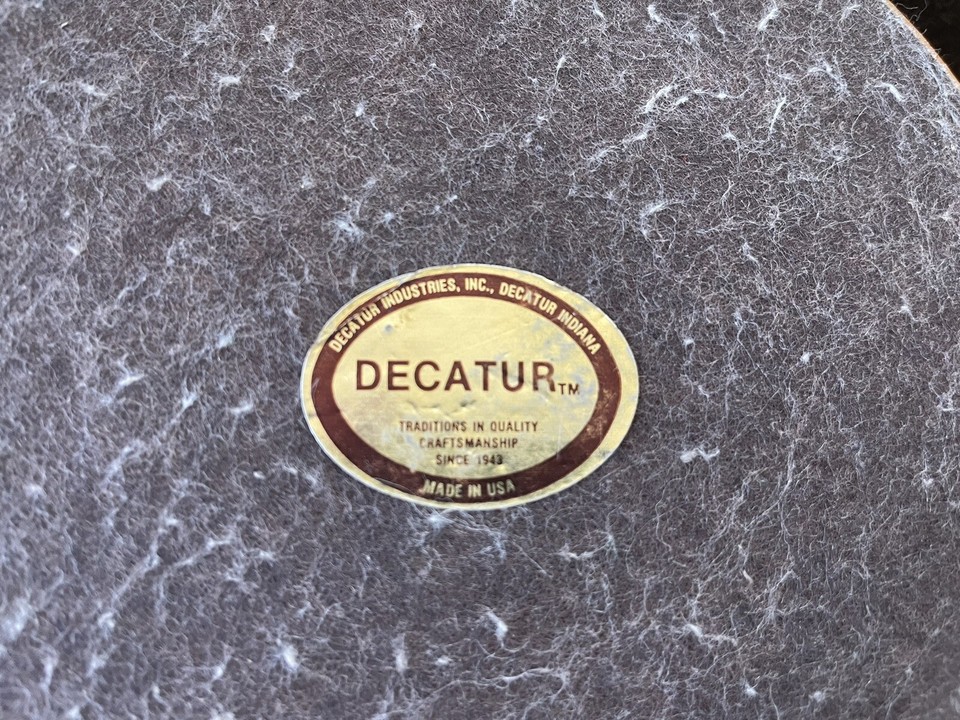 DECATUR INDUSTRIES, INC., DECATUR INDIANA
DECATUR™
TRADITIONS IN QUALITY
CRAFTSMANSHIP
SINCE 1943
MADE IN USA